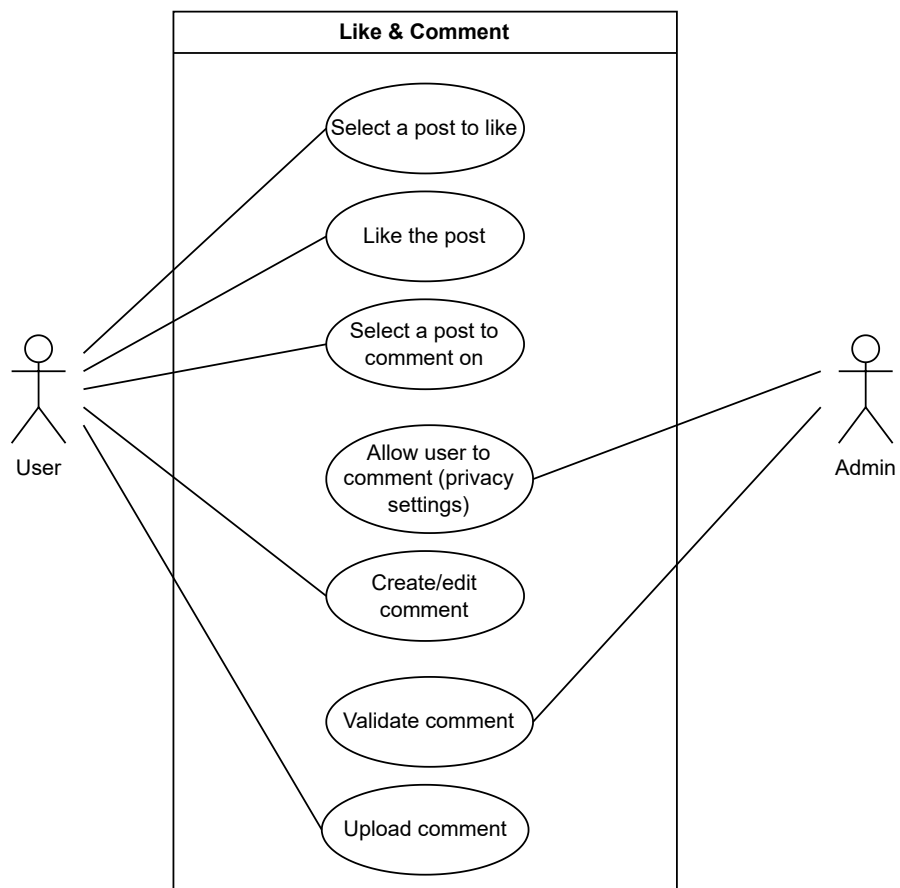 Like & Comment
Select a post to like
Like the post
Select a post to
comment on
Allow user to
comment (privacy
settings)
User
Admin
Create/edit
comment
Validate comment
Upload comment